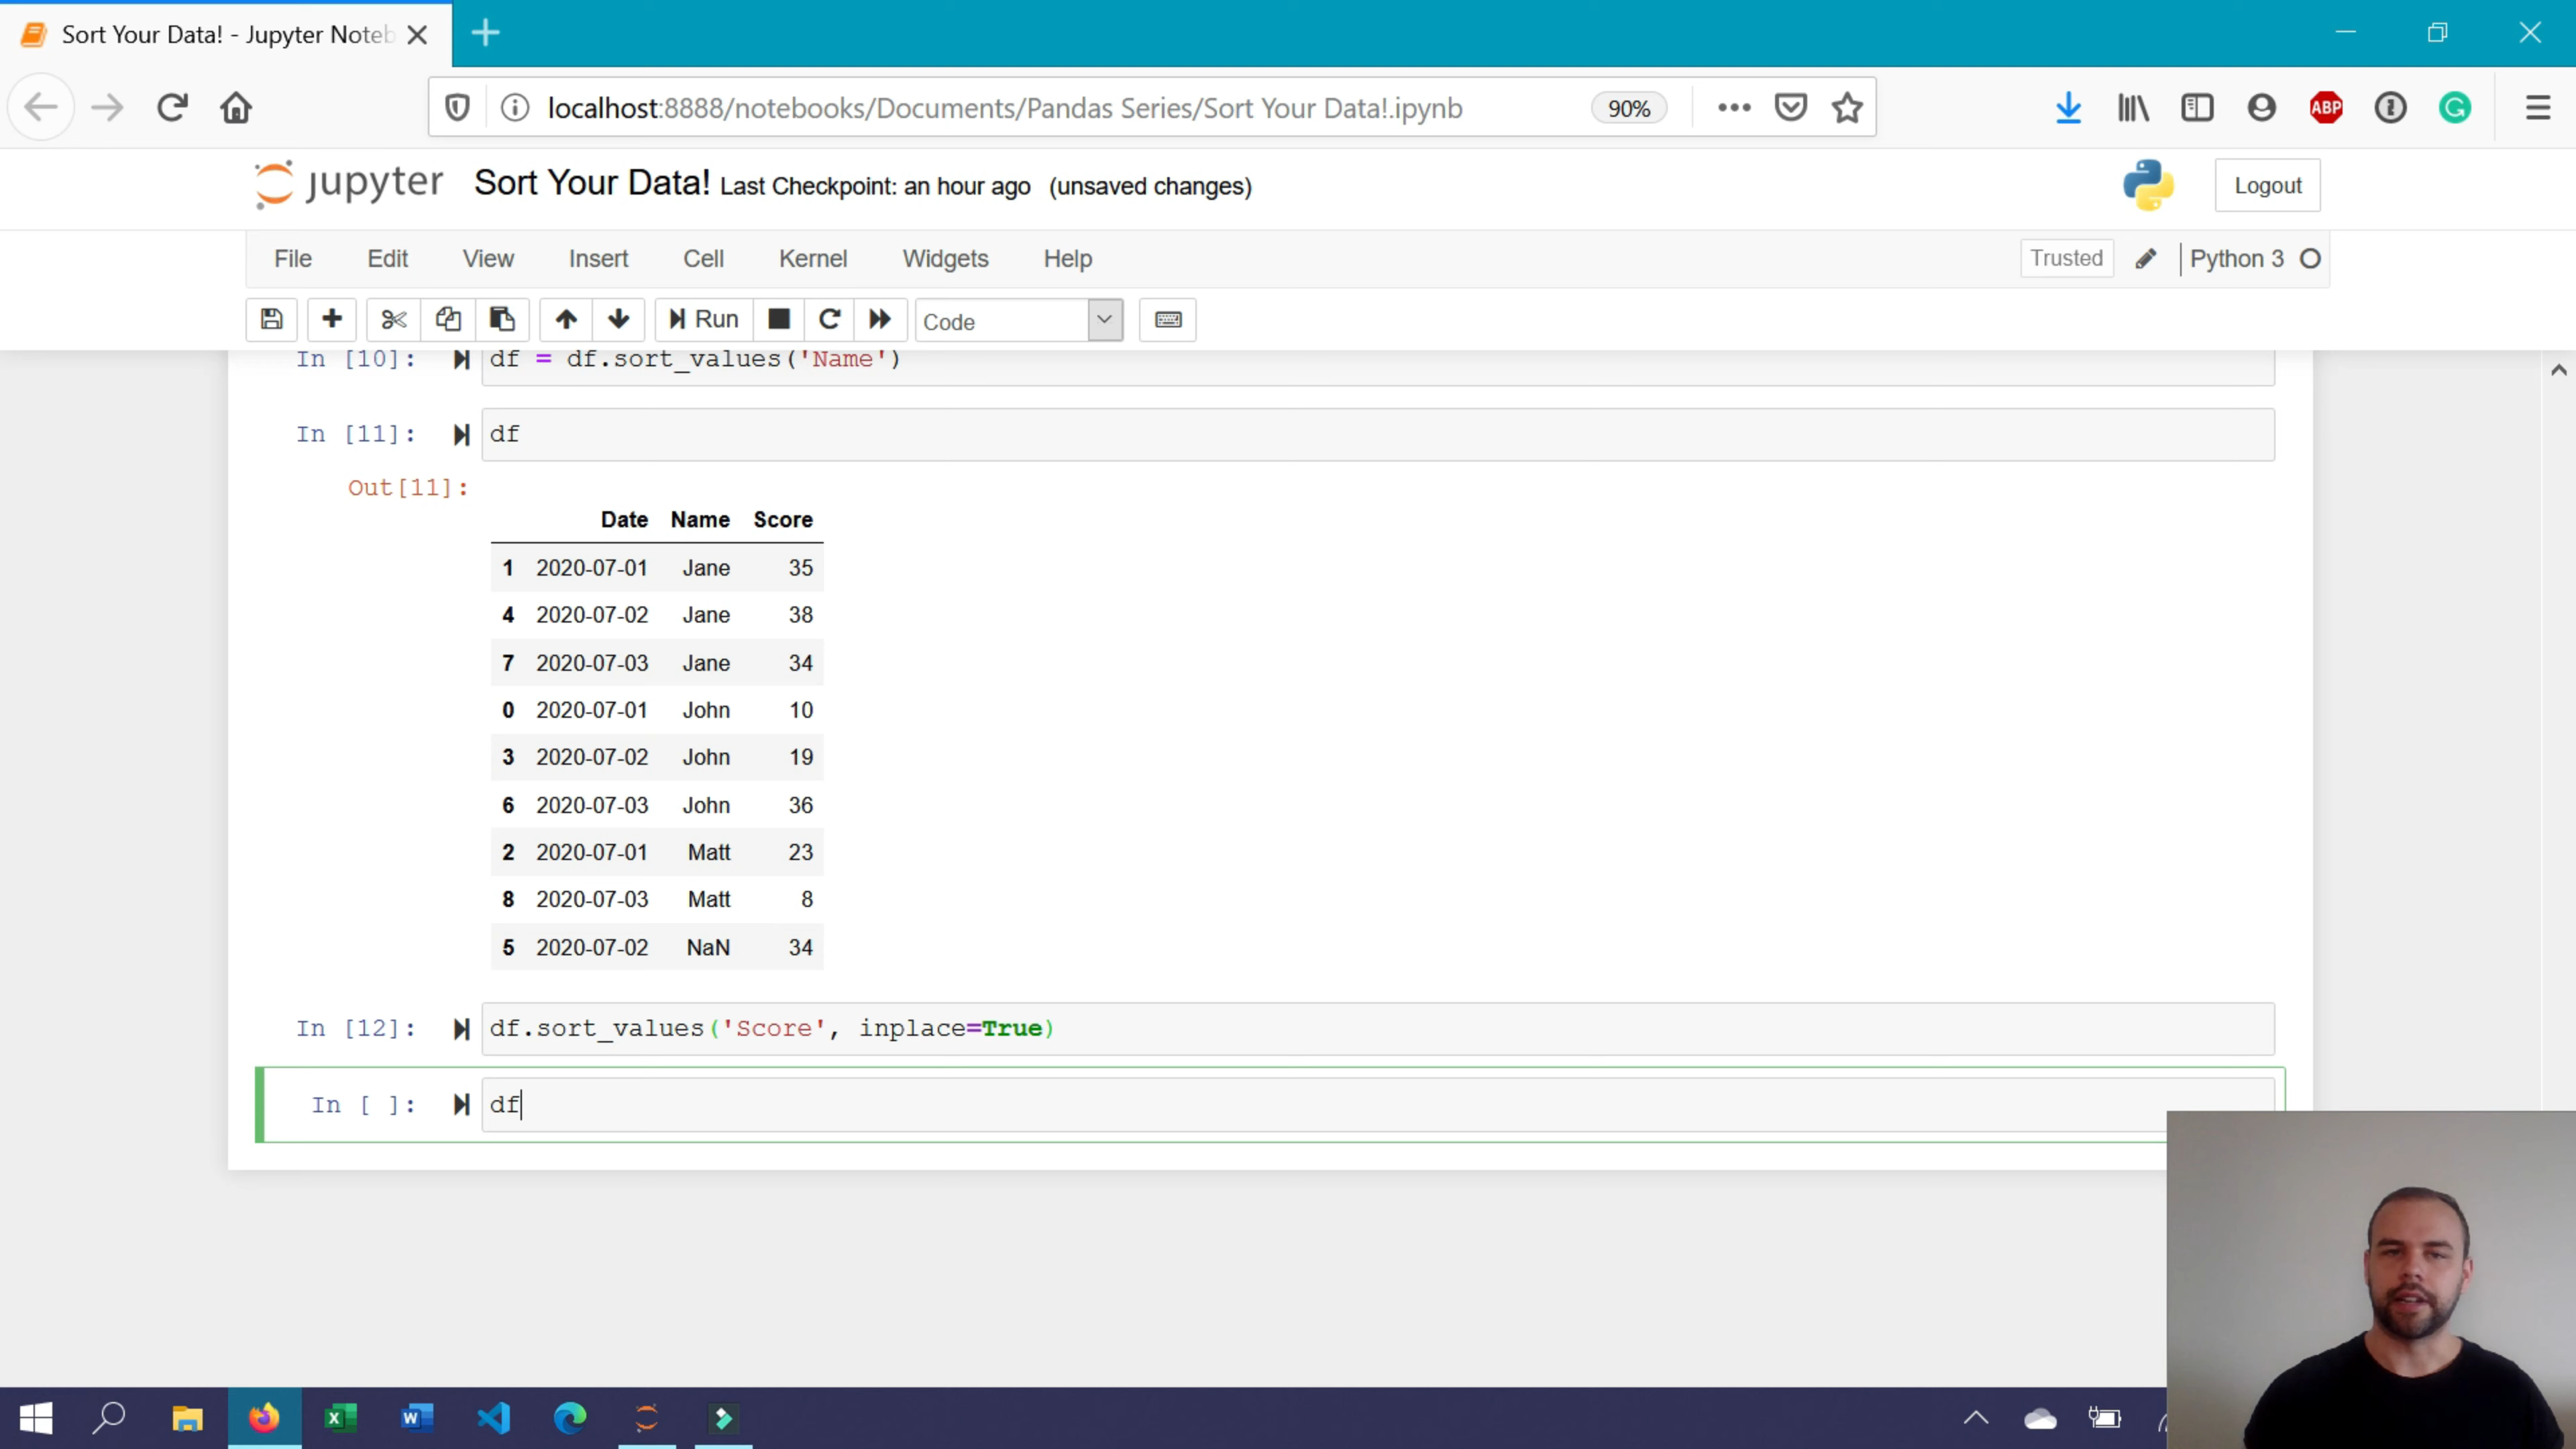 Sort Your Data! - Jupyter Noteb
localhost:8888/notebooks/Documents/Pandas Series/Sort Your Data!.ipynb 90%
ABP
jupyter Sort Your Data! Last Checkpoint: an hour ago (unsaved changes) Logout
File Edit View Insert Cell Kernel Widgets Help Trusted Python 3
Run Code
In [10]: df = df.sort_values('Name')
In [11]: df
Out[11]:
Date Name Score
1 2020-07-01 Jane 35
4 2020-07-02 Jane 38
7 2020-07-03 Jane 34
0 2020-07-01 John 10
3 2020-07-02 John 19
6 2020-07-03 John 36
2 2020-07-01 Matt 23
8 2020-07-03 Matt 8
5 2020-07-02 NaN 34
In [12]: df.sort_values('Score', inplace=True)
In [ ]: df